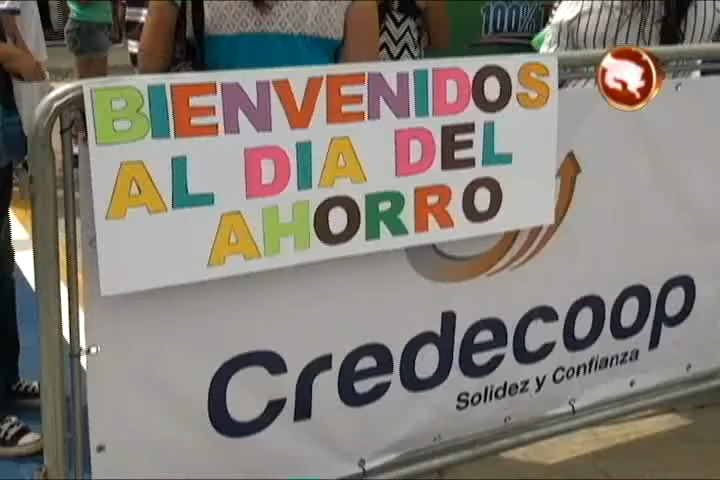 100%
BIENVENIDOS
AL DIA DEL
AHORRO
Credecoop
Solidez y Confianza